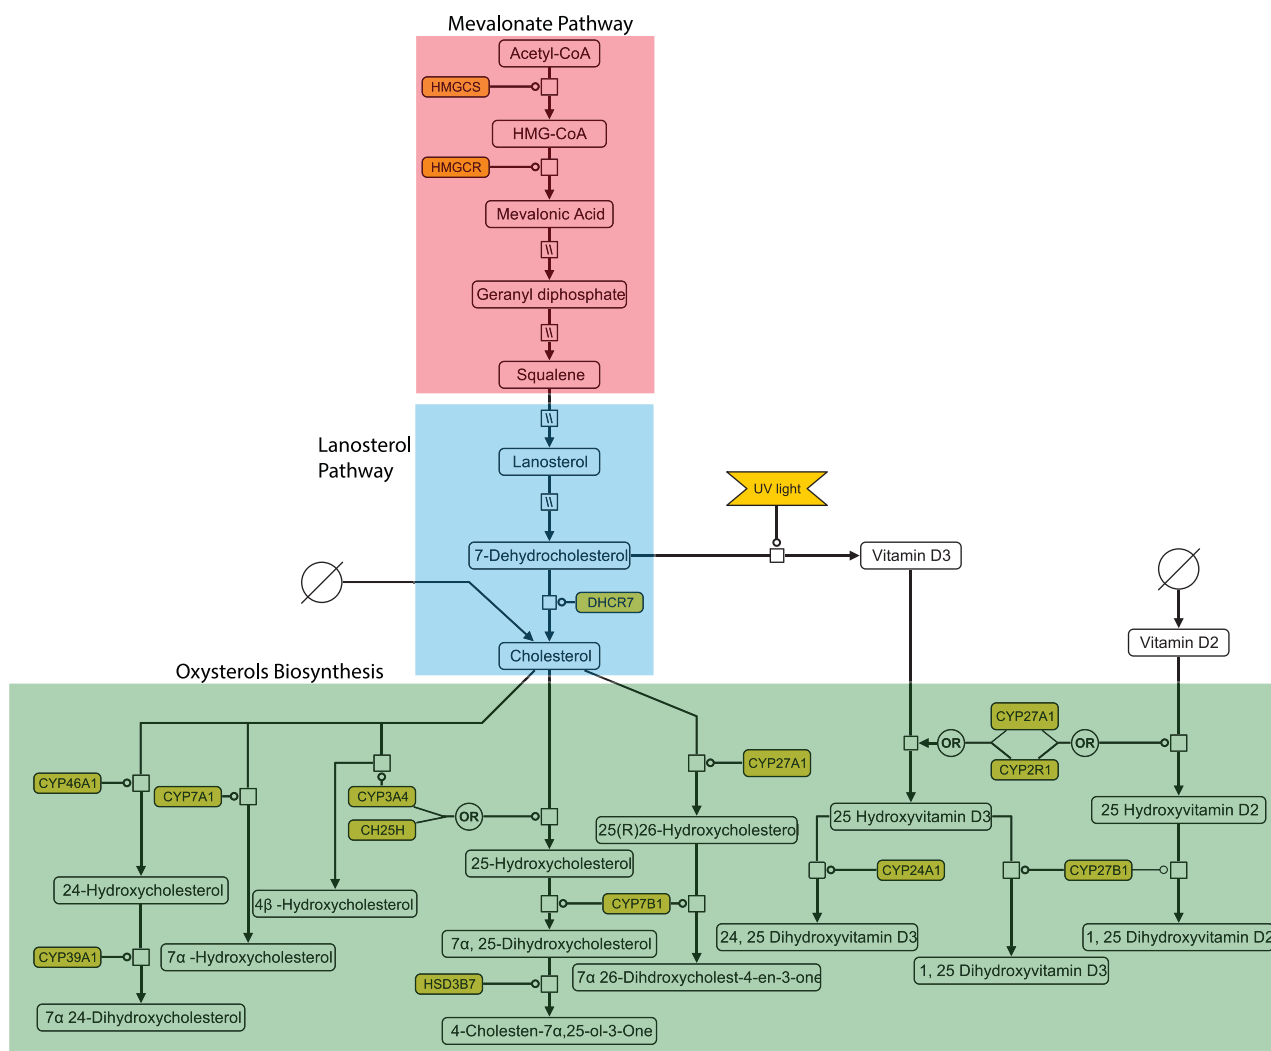 Mevalonate Pathway
Acetyl-CoA
HMGCS
HMG-CoA
HMGCR
Mevalonic Acid
\\
Geranyl diphosphate
\\
Squalene
\\
Lanosterol
Pathway
Lanosterol
\\
UV light
7-Dehydrocholesterol
Vitamin D3
DHCR7
Vitamin D2
Cholesterol
Oxysterols Biosynthesis
CYP27A1
OR
OR
CYP2R1
CYP46A1
CYP7A1
CYP3A4
CH25H
OR
CYP27A1
25(R)26-Hydroxycholesterol
25 Hydroxyvitamin D3
25 Hydroxyvitamin D2
25-Hydroxycholesterol
CYP24A1
CYP27B1
24-Hydroxycholesterol
4β -Hydroxycholesterol
CYP7B1
7α, 25-Dihydroxycholesterol
24, 25 Dihydroxyvitamin D3
1, 25 Dihydroxyvitamin D2
CYP39A1
7α -Hydroxycholesterol
HSD3B7
7α 26-Dihdroxycholest-4-en-3-one
1, 25 Dihydroxyvitamin D3
7α 24-Dihydroxycholesterol
4-Cholesten-7α,25-ol-3-One